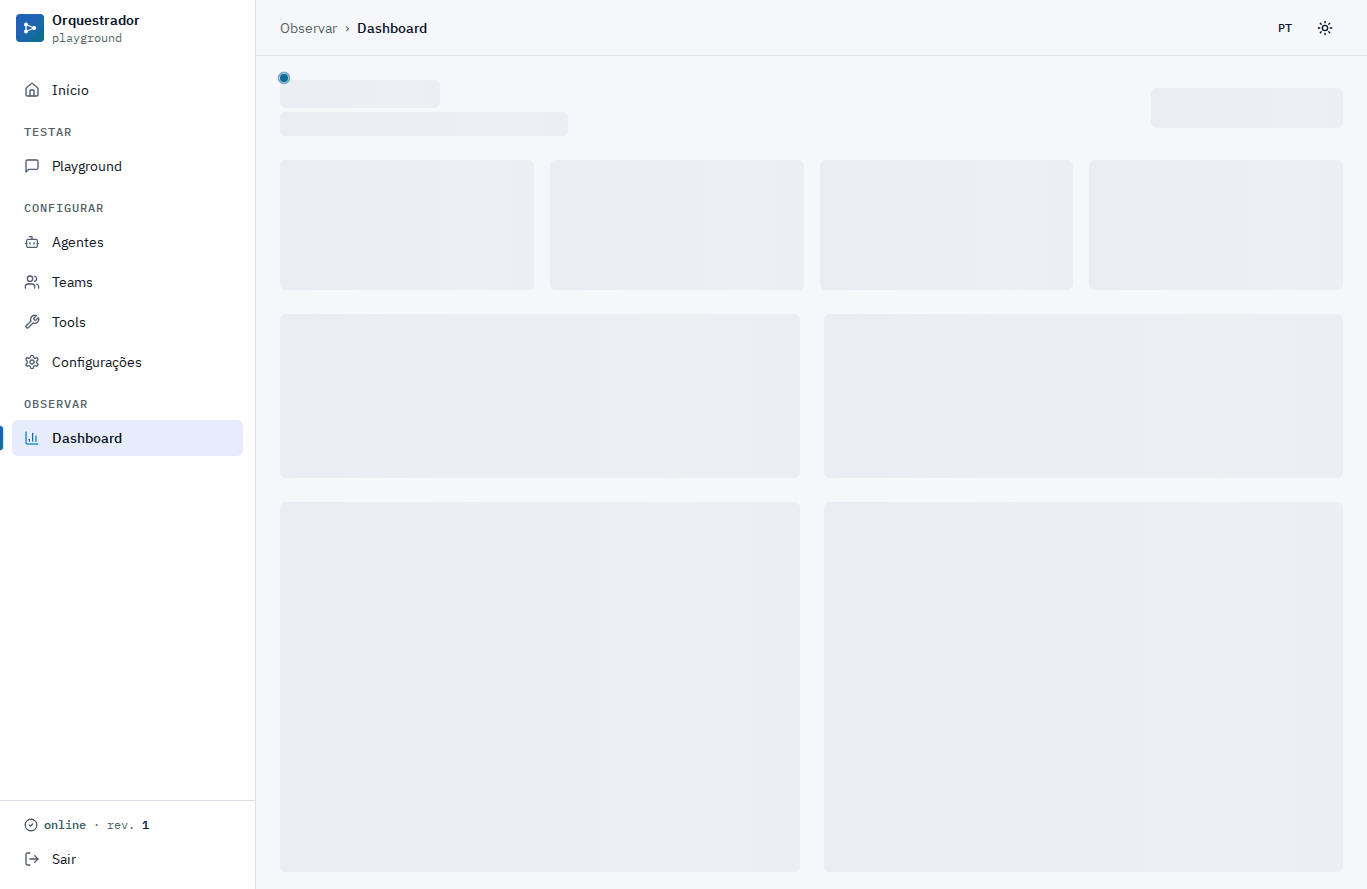 Orquestrador
playground
Início
TESTAR
Playground
CONFIGURAR
Agentes
Teams
Tools
Configurações
OBSERVAR
Dashboard
online · rev. 1
Sair
Observar › Dashboard
PT